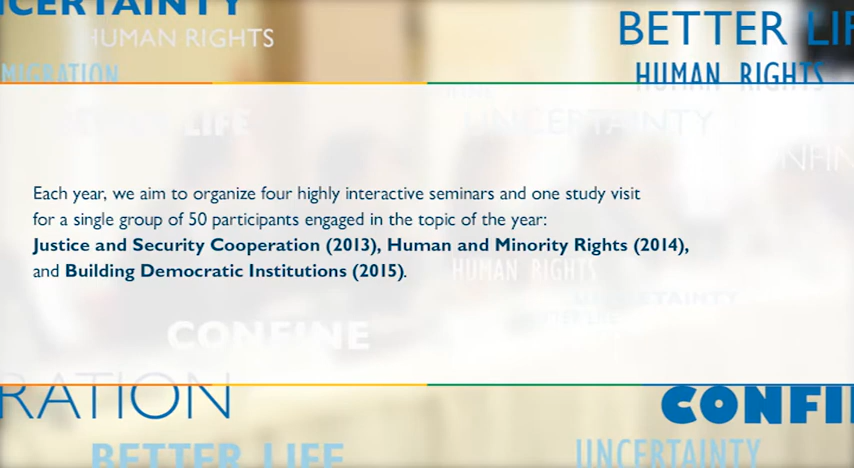 CERTAINTY
HUMAN RIGHTS
MIGRATION
BETTER LIF
HUMAN RIGHTS
BETTER LIFE
UNCERTAINTY
NFIN
Each year, we aim to organize four highly interactive seminars and one study visit
for a single group of 50 participants engaged in the topic of the year:
Justice and Security Cooperation (2013), Human and Minority Rights (2014),
and Building Democratic Institutions (2015).
HUMAN RIGHTS
UNCERTAINTY
CONFINE
RATION
CONFI
BETTER LIFE
UNCERTAINTY